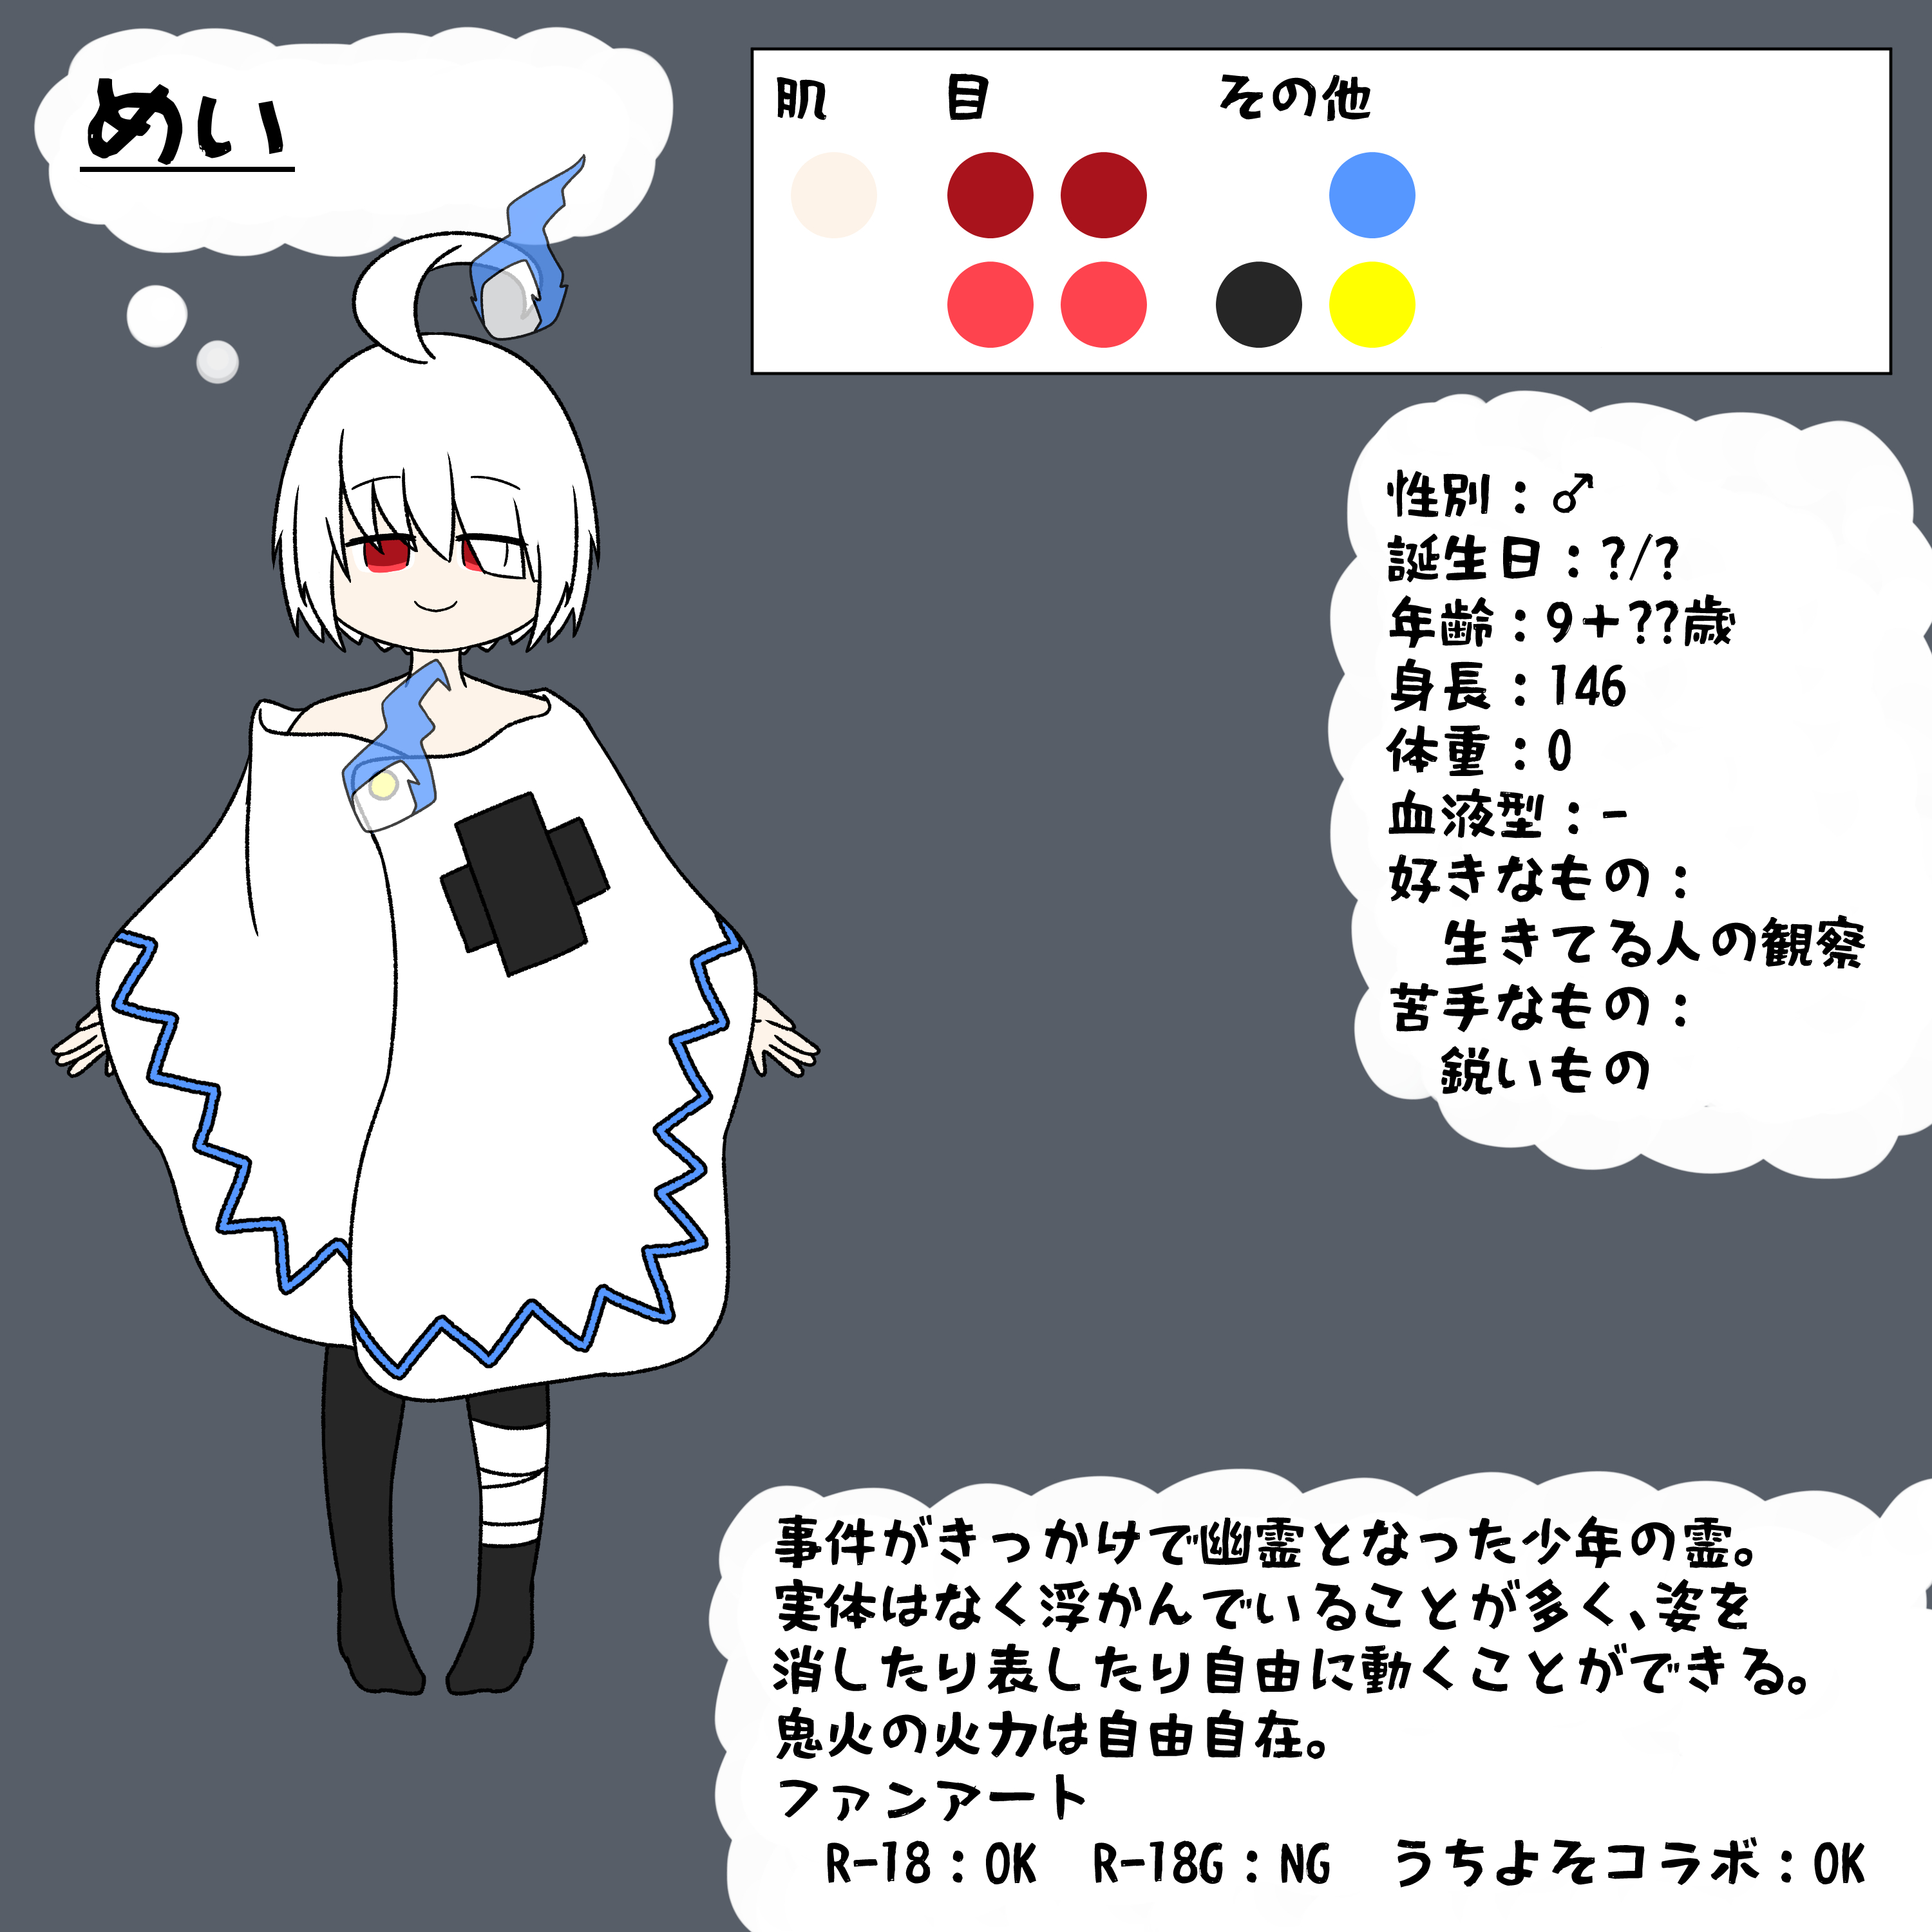 めい
肌 目 その他
性別：♂
誕生日：?/?
年齢：9＋??歳
身長：146
体重：0
血液型：-
好きなもの：
生きてる人の観察
苦手なもの：
鋭いもの
事件がきっかけで幽霊となった少年の霊。
実体はなく浮かんでいることが多く、姿を
消したり表したり自由に動くことができる。
鬼火の火力は自由自在。
ファンアート
R-18：OK R-18G：NG うちよそコラボ：OK